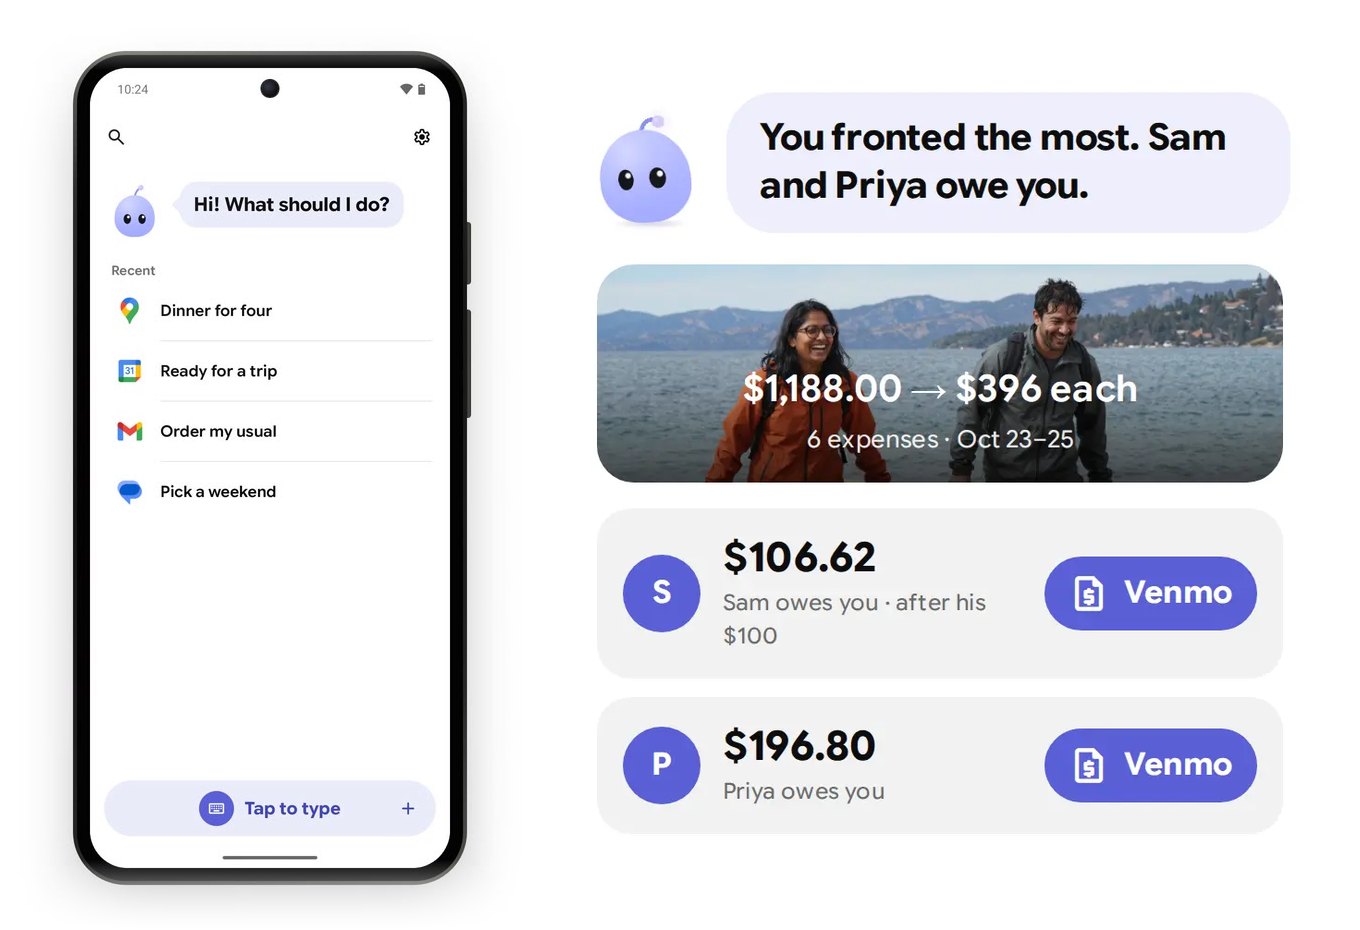 10:24
Hi! What should I do?
Recent
Dinner for four
31
Ready for a trip
Order my usual
Pick a weekend
Tap to type
You fronted the most. Sam
and Priya owe you.
$1,188.00 → $396 each
6 expenses · Oct 23–25
S
$106.62
Sam owes you · after his
$100
Venmo
P
$196.80
Priya owes you
Venmo